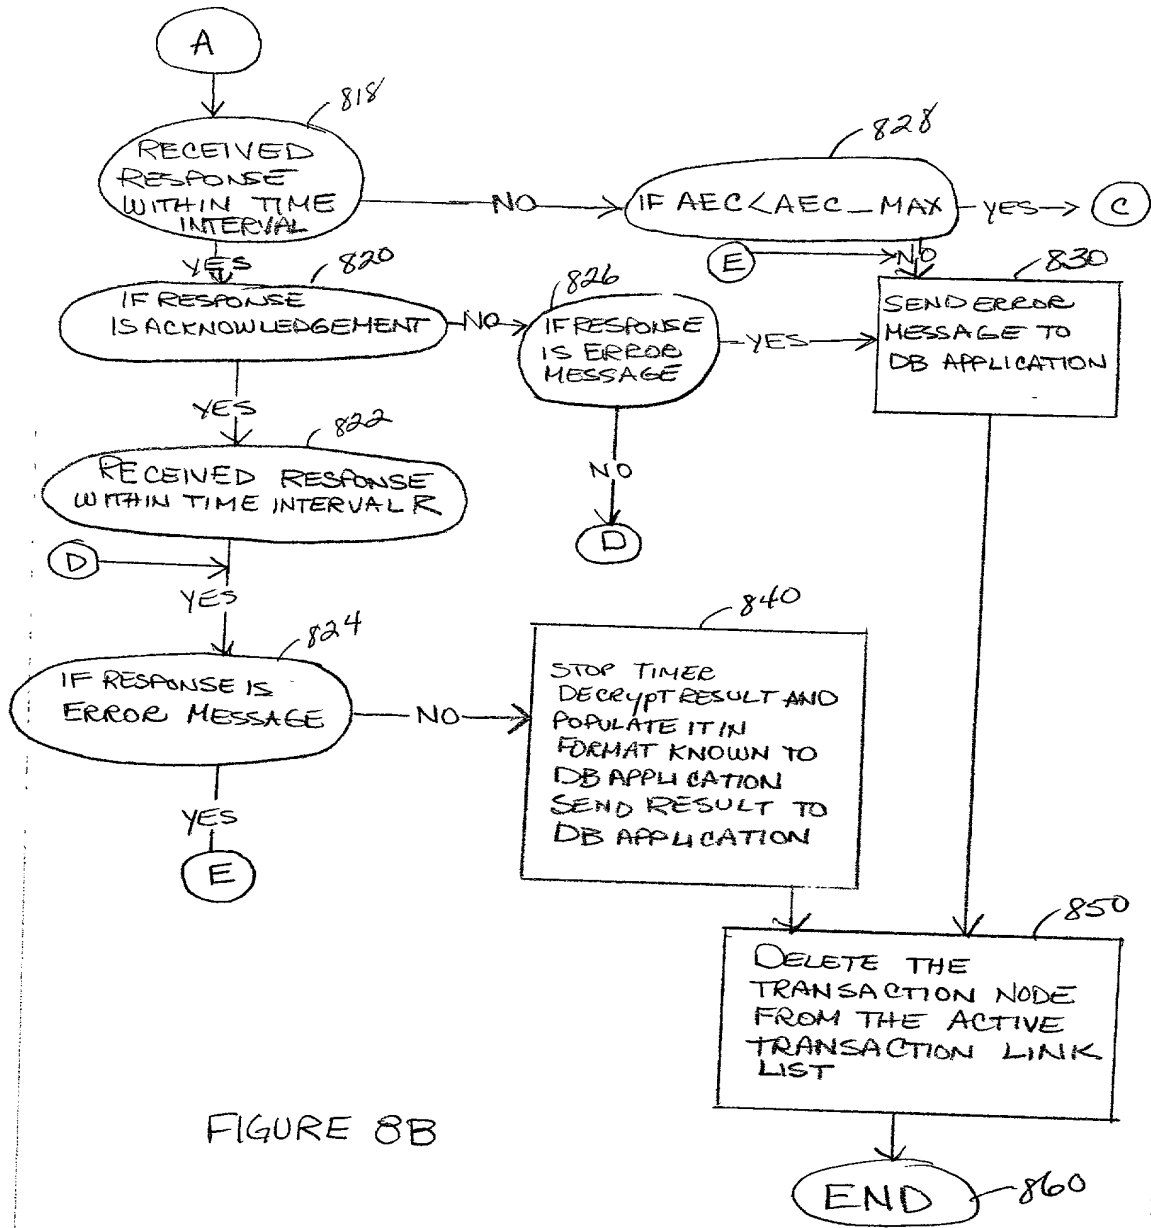 A
818
RECEIVED
RESPONSE
WITHIN TIME
INTERVAL
NO
828
IF AEC<AEC_MAX
YES
C
YES
820
IF RESPONSE
IS ACKNOWLEDGEMENT
NO
826
IF RESPONSE
IS ERROR
MESSAGE
YES
E
NO
830
SEND ERROR
MESSAGE TO
DB APPLICATION
YES
822
RECEIVED RESPONSE
WITHIN TIME INTERVAL R
NO
D
D
YES
824
IF RESPONSE IS
ERROR MESSAGE
NO
840
STOP TIMER
DECRYPT RESULT AND
POPULATE IT IN
FORMAT KNOWN TO
DB APPLICATION
SEND RESULT TO
DB APPLICATION
YES
E
850
DELETE THE
TRANSACTION NODE
FROM THE ACTIVE
TRANSACTION LINK
LIST
FIGURE 8B
END
860